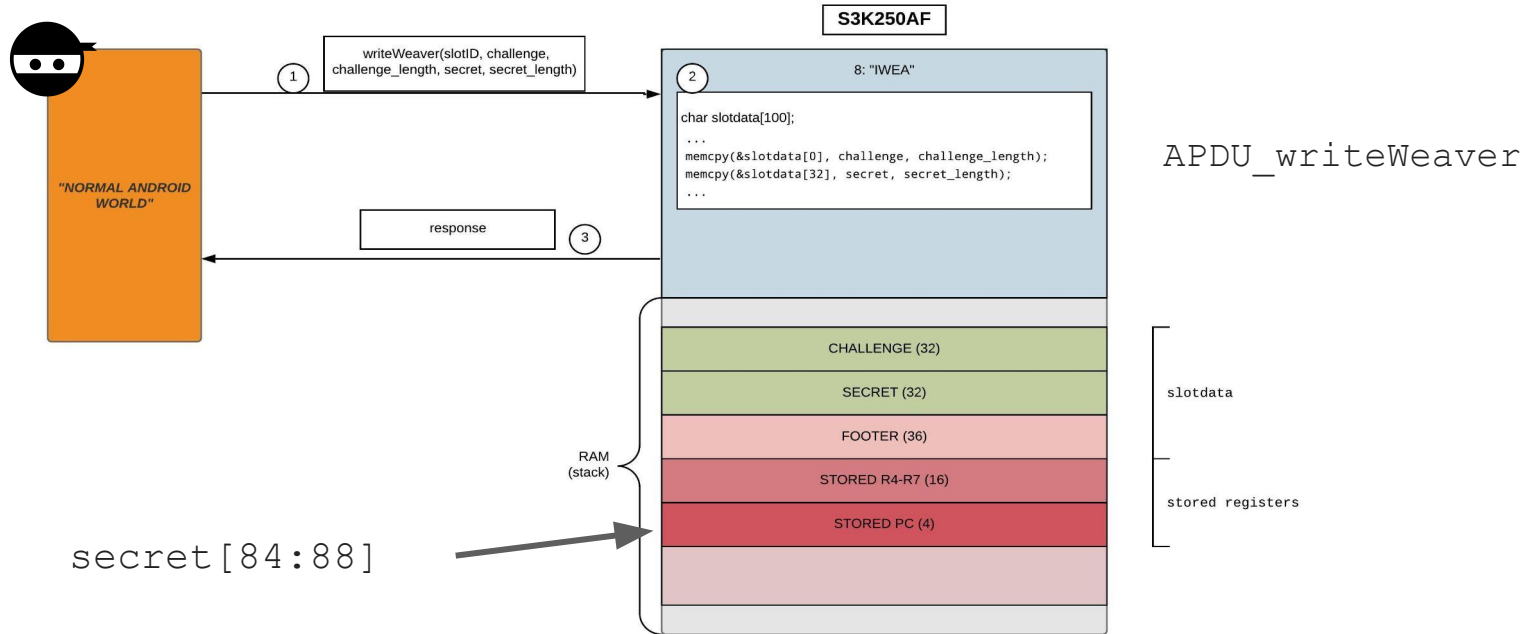 S3K250AF
writeWeaver(slotID, challenge,
challenge_length, secret, secret_length)
1
2
8: "IWEA"
char slotdata[100];
...
memcpy(&slotdata[0], challenge, challenge_length);
memcpy(&slotdata[32], secret, secret_length);
...
APDU_writeWeaver
"NORMAL ANDROID
WORLD"
response
3
CHALLENGE (32)
SECRET (32)
slotdata
FOOTER (36)
RAM
(stack)
STORED R4-R7 (16)
stored registers
STORED PC (4)
secret[84:88]